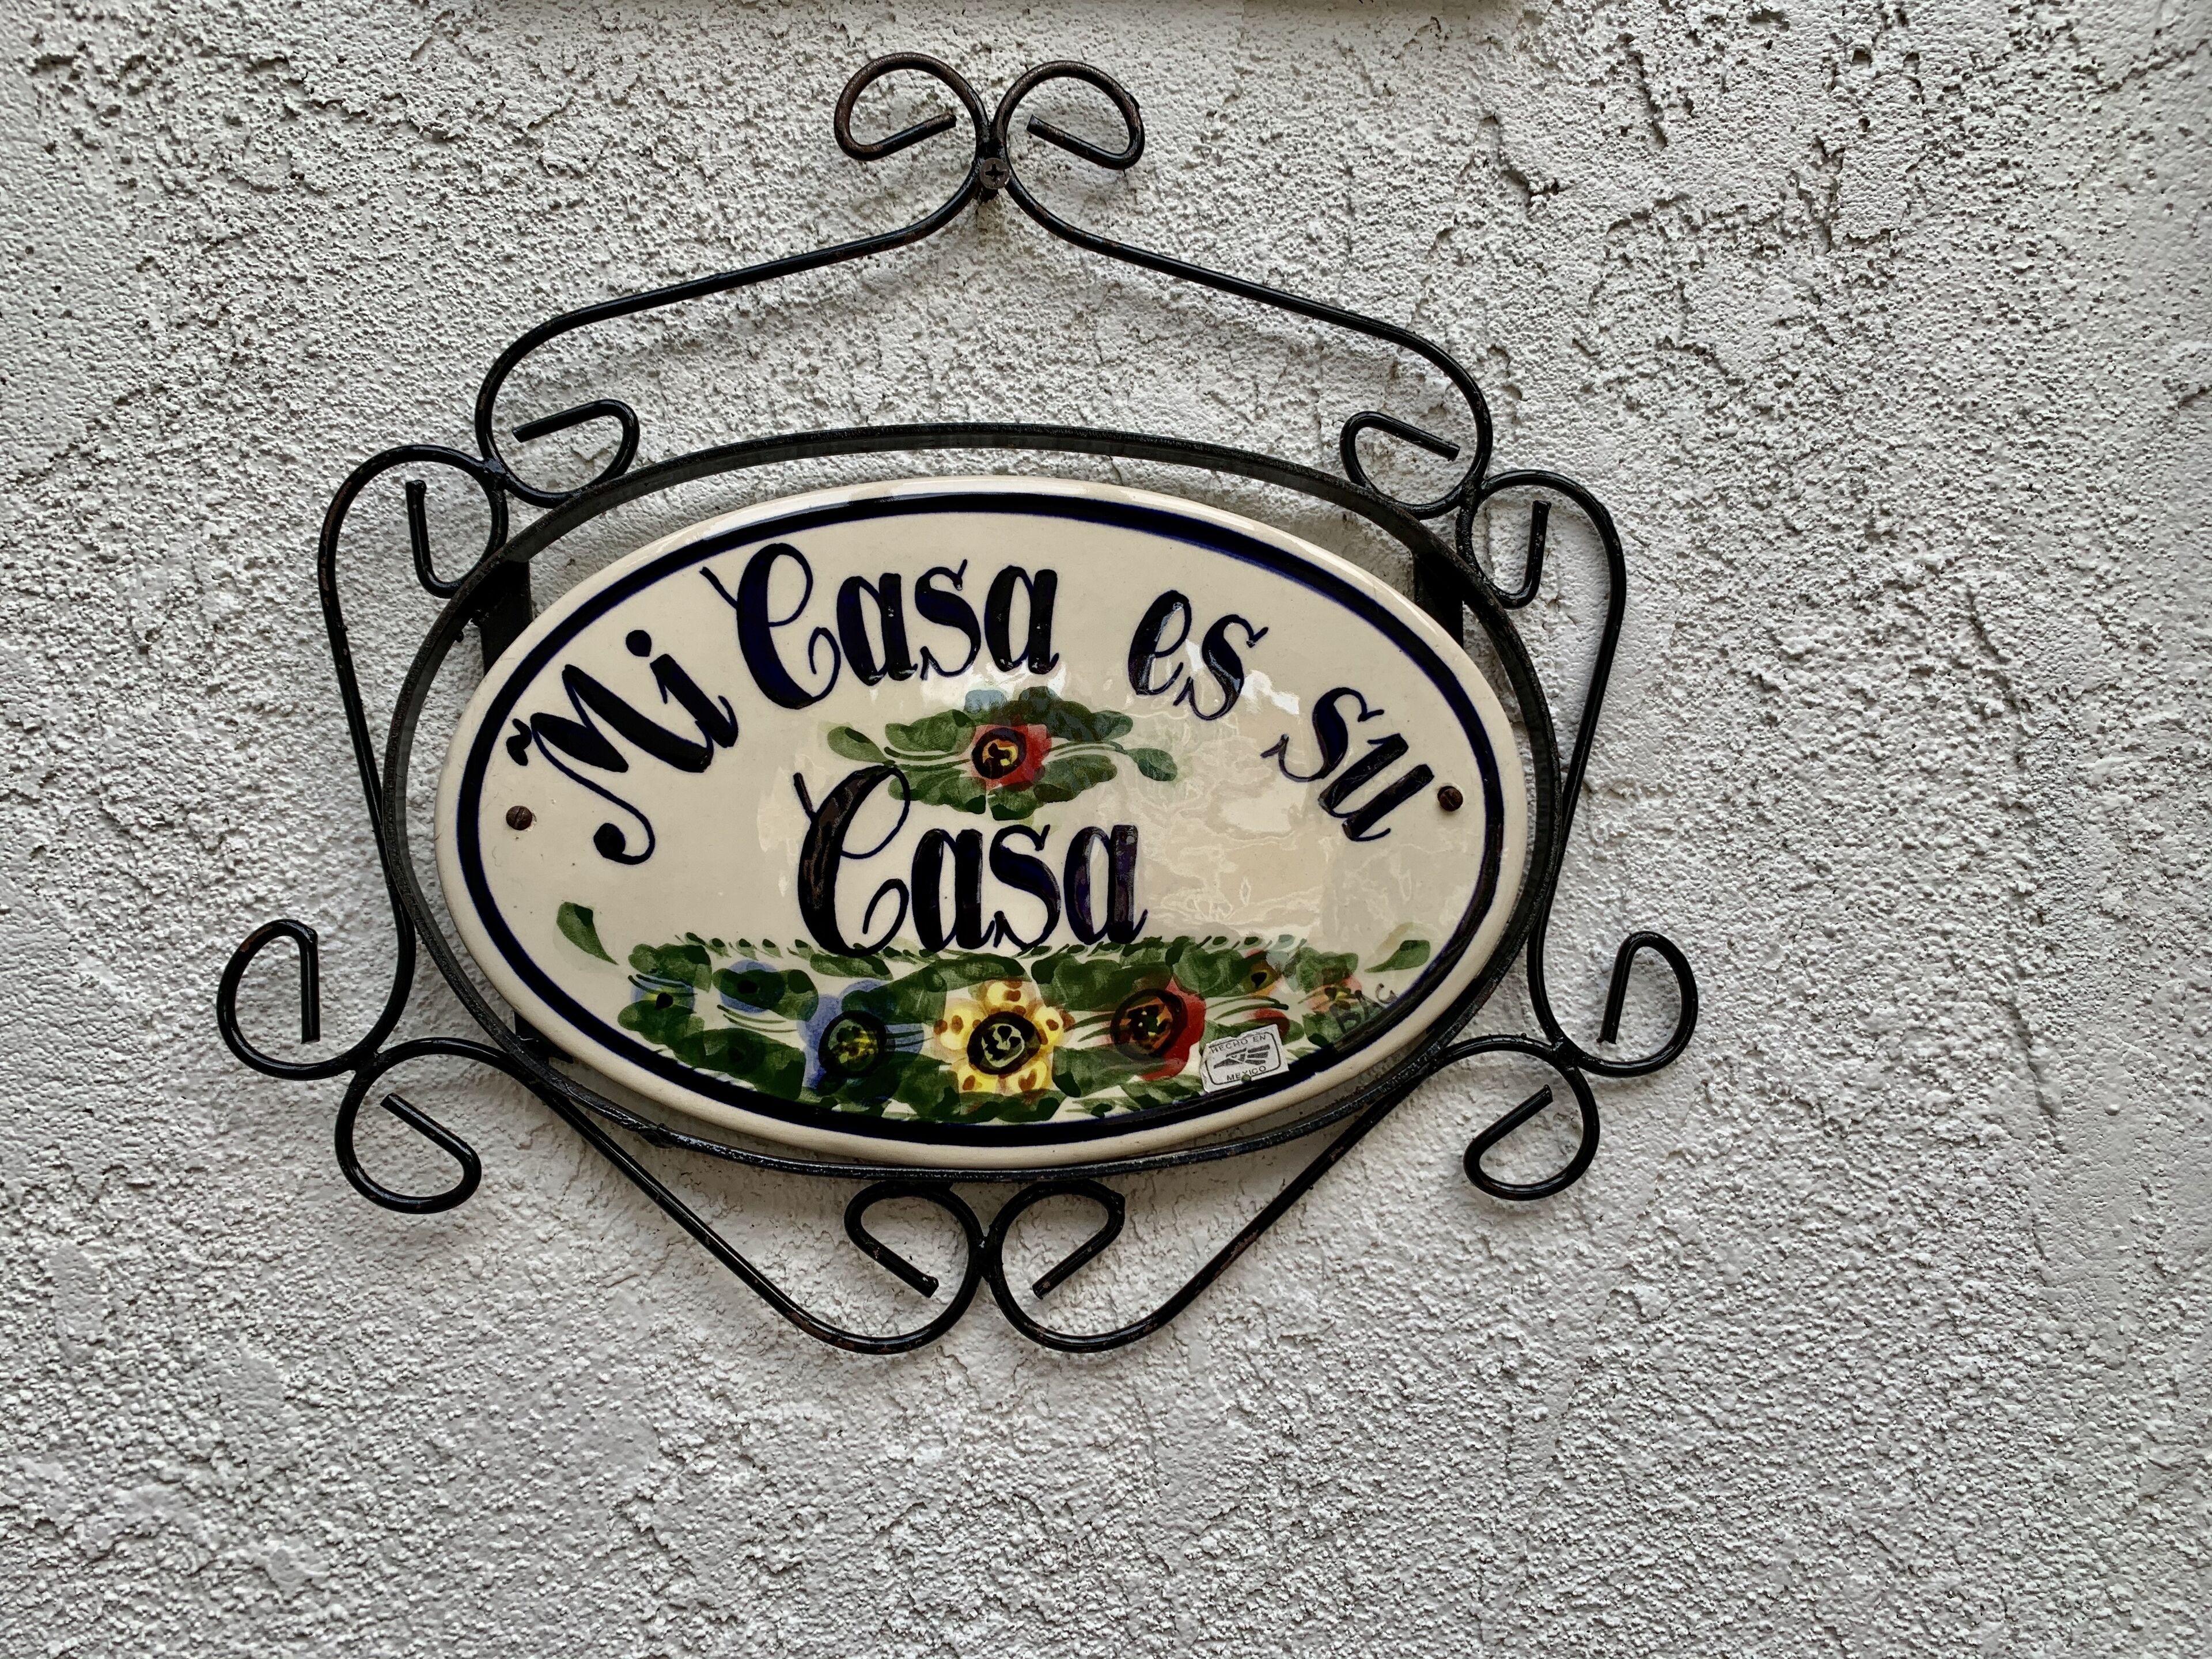 "Mi Casa es su
Casa
HECHO EN
MEXICO